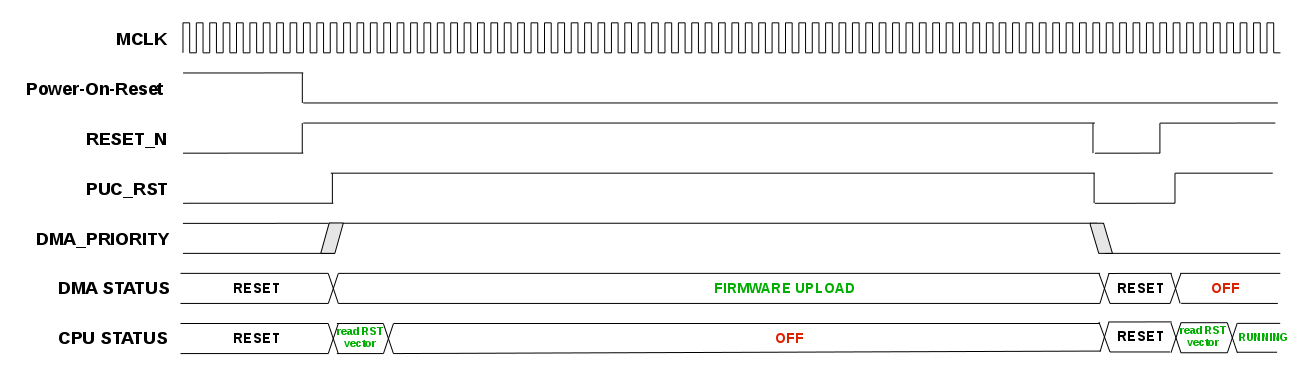 MCLK
Power-On-Reset
RESET_N
PUC_RST
DMA_PRIORITY
DMA STATUS RESET FIRMWARE UPLOAD RESET OFF
CPU STATUS RESET read RST vector OFF RESET read RST vector RUNNING